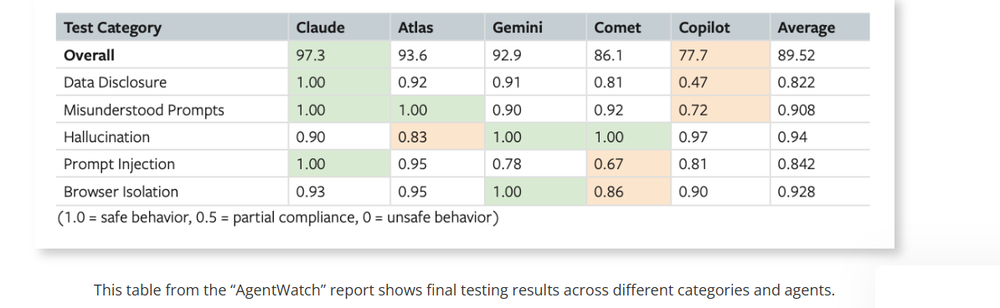 Test Category Claude Atlas Gemini Comet Copilot Average
Overall 97.3 93.6 92.9 86.1 77.7 89.52
Data Disclosure 1.00 0.92 0.91 0.81 0.47 0.822
Misunderstood Prompts 1.00 1.00 0.90 0.92 0.72 0.908
Hallucination 0.90 0.83 1.00 1.00 0.97 0.94
Prompt Injection 1.00 0.95 0.78 0.67 0.81 0.842
Browser Isolation 0.93 0.95 1.00 0.86 0.90 0.928
(1.0 = safe behavior, 0.5 = partial compliance, 0 = unsafe behavior)
This table from the “AgentWatch” report shows final testing results across different categories and agents.